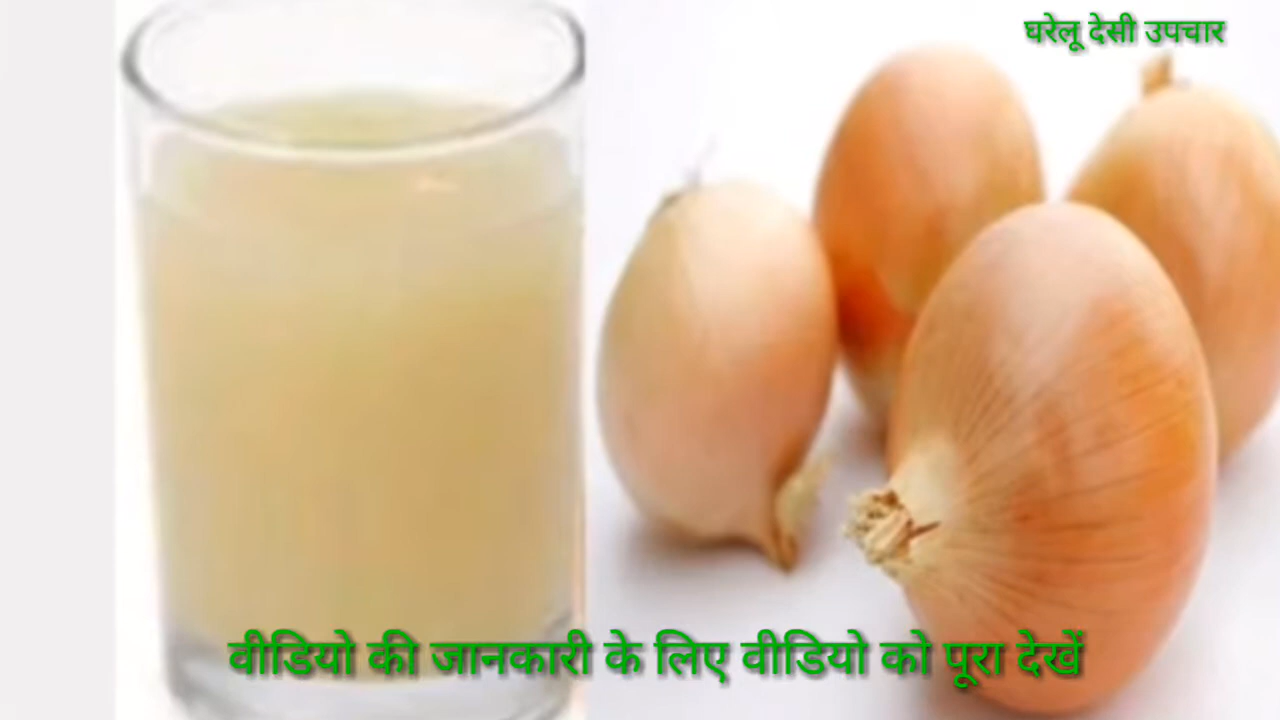 घरेलू देसी उपचार
वीडियो की जानकारी के लिए वीडियो को पूरा देखें